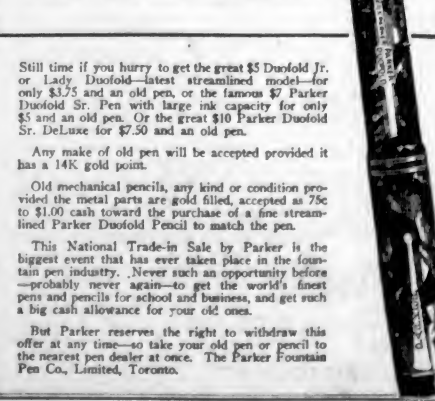 Still time if you hurry to get the great $5 Duofold Jr.
or Lady Duofold—latest streamlined model—for
only $3.75 and an old pen, or the famous $7 Parker
Duofold Sr. Pen with large ink capacity for only
$5 and an old pen. Or the great $10 Parker Duofold
Sr. DeLuxe for $7.50 and an old pen.
Any make of old pen will be accepted provided it
has a 14K gold point.
Old mechanical pencils, any kind or condition pro-
vided the metal parts are gold filled, accepted as 75c
to $1.00 cash toward the purchase of a fine stream-
lined Parker Duofold Pencil to match the pen.
This National Trade-in Sale by Parker is the
biggest event that has ever taken place in the foun-
tain pen industry. Never such an opportunity before
—probably never again—to get the world's finest
pens and pencils for school and business, and get such
a big cash allowance for your old ones.
But Parker reserves the right to withdraw this
offer at any time—so take your old pen or pencil to
the nearest pen dealer at once. The Parker Fountain
Pen Co., Limited, Toronto.